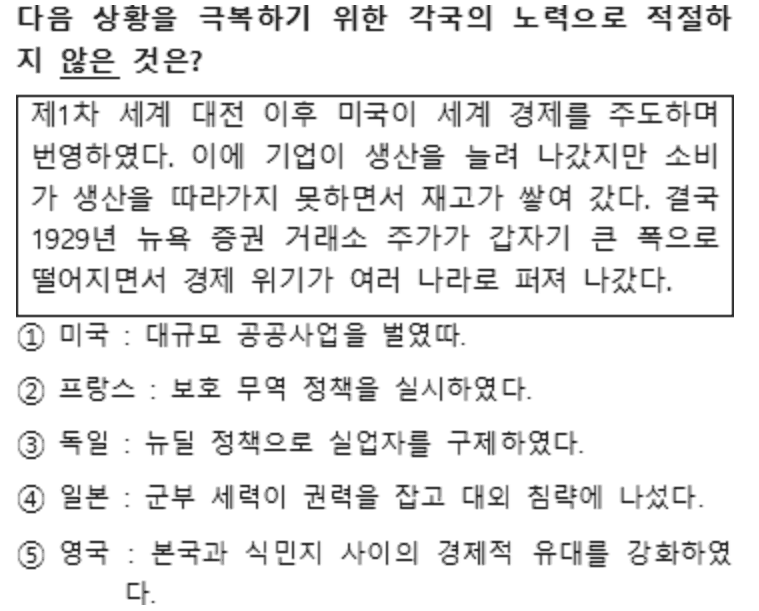 다음 상황을 극복하기 위한 각국의 노력으로 적절하
지 않은 것은?
제1차 세계 대전 이후 미국이 세계 경제를 주도하며
번영하였다. 이에 기업이 생산을 늘려 나갔지만 소비
가 생산을 따라가지 못하면서 재고가 쌓여 갔다. 결국
1929년 뉴욕 증권 거래소 주가가 갑자기 큰 폭으로
떨어지면서 경제 위기가 여러 나라로 퍼져 나갔다.
① 미국 : 대규모 공공사업을 벌였따.
② 프랑스 : 보호 무역 정책을 실시하였다.
③ 독일 : 뉴딜 정책으로 실업자를 구제하였다.
④ 일본 : 군부 세력이 권력을 잡고 대외 침략에 나섰다.
⑤ 영국 : 본국과 식민지 사이의 경제적 유대를 강화하였
다.